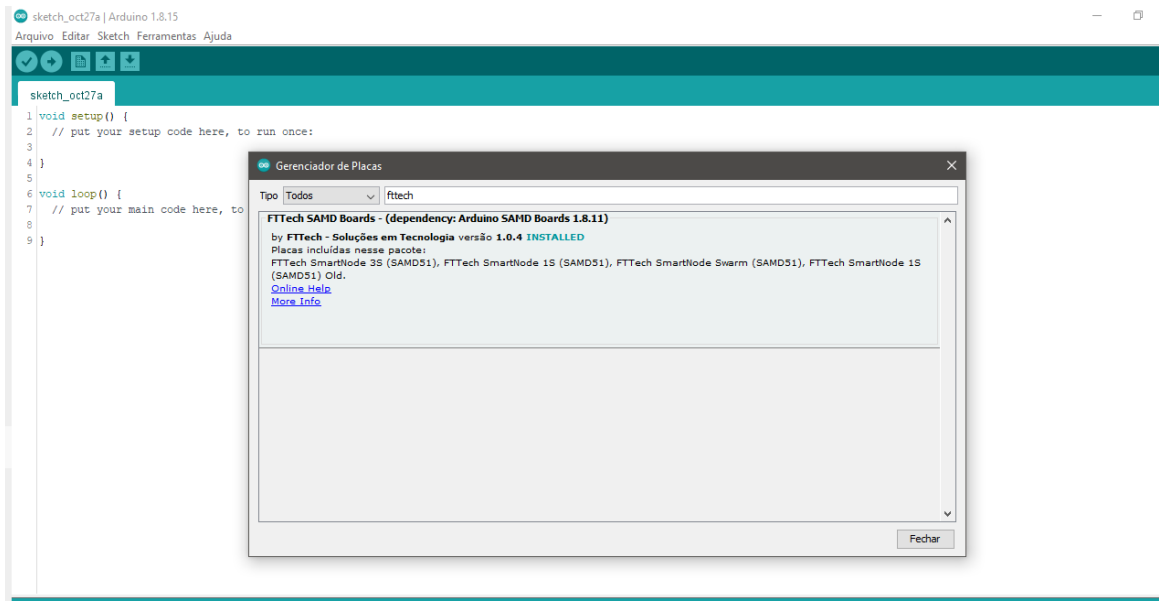 sketch_oct27a | Arduino 1.8.15
Arquivo Editar Sketch Ferramentas Ajuda
sketch_oct27a
1 void setup() {
2 // put your setup code here, to run once:
3
4 }
5
6 void loop() {
7 // put your main code here, to
8
9 }
Gerenciador de Placas
Tipo Todos fttech
FTTech SAMD Boards - (dependency: Arduino SAMD Boards 1.8.11)
by FTTech - Soluções em Tecnologia versão 1.0.4 INSTALLED
Placas incluídas nesse pacote:
FTTech SmartNode 3S (SAMD51), FTTech SmartNode 1S (SAMD51), FTTech SmartNode Swarm (SAMD51), FTTech SmartNode 1S
(SAMD51) Old.
Online Help
More Info
Fechar